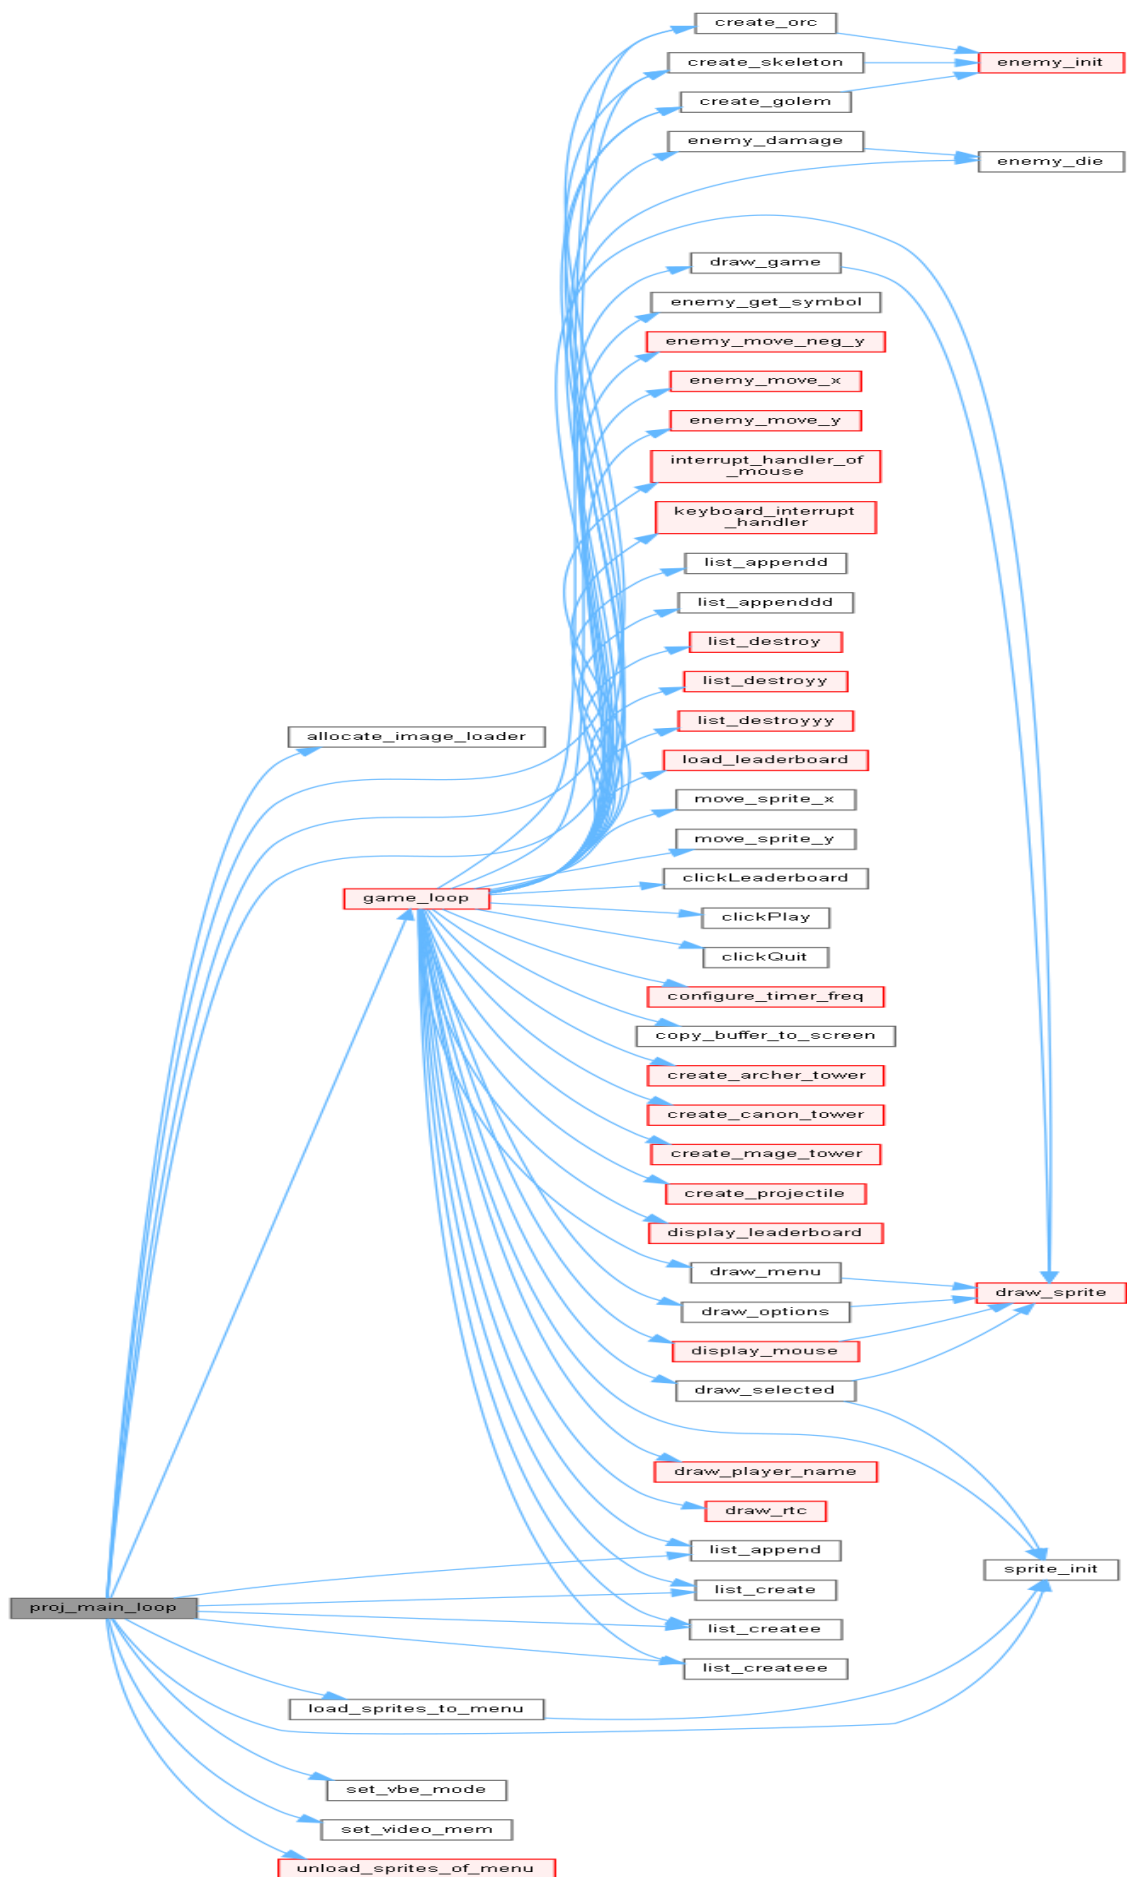 create_orc
create_skeleton
enemy_init
create_golem
enemy_damage
enemy_die
draw_game
enemy_get_symbol
enemy_move_neg_y
enemy_move_x
enemy_move_y
interrupt_handler_of
_mouse
keyboard_interrupt
_handler
list_appendd
list_appenddd
list_destroy
list_destroyy
list_destroyyy
allocate_image_loader
load_leaderboard
move_sprite_x
move_sprite_y
clickLeaderboard
game_loop
clickPlay
clickQuit
configure_timer_freq
copy_buffer_to_screen
create_archer_tower
create_canon_tower
create_mage_tower
create_projectile
display_leaderboard
draw_menu
draw_sprite
draw_options
display_mouse
draw_selected
draw_player_name
draw_rtc
list_append
sprite_init
list_create
proj_main_loop
list_createe
list_createee
load_sprites_to_menu
set_vbe_mode
set_video_mem
unload_sprites_of_menu